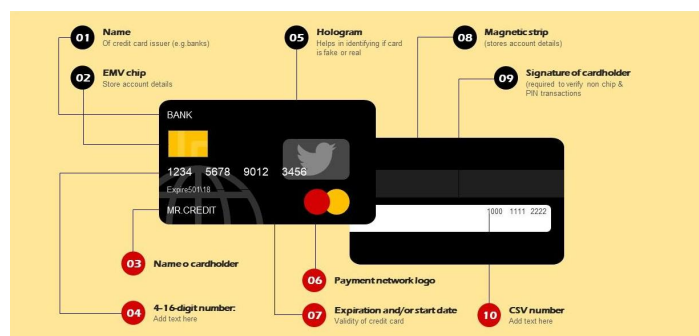 01
Name
Of credit card issuer (e.g.banks)
02
EMV chip
Store account details
05
Hologram
Helps in identifying if card
is fake or real
08
Magnetic strip
(stores account details)
09
Signature of cardholder
(required to verify non chip &
PIN transactions
BANK
1234 5678 9012 3456
Expire501\18
MR.CREDIT
1000 1111 2222
03
Name o cardholder
04
4-16-digit number:
Add text here
06
Payment network logo
07
Expiration and/or start date
Validity of credit card
10
CSV number
Add text here